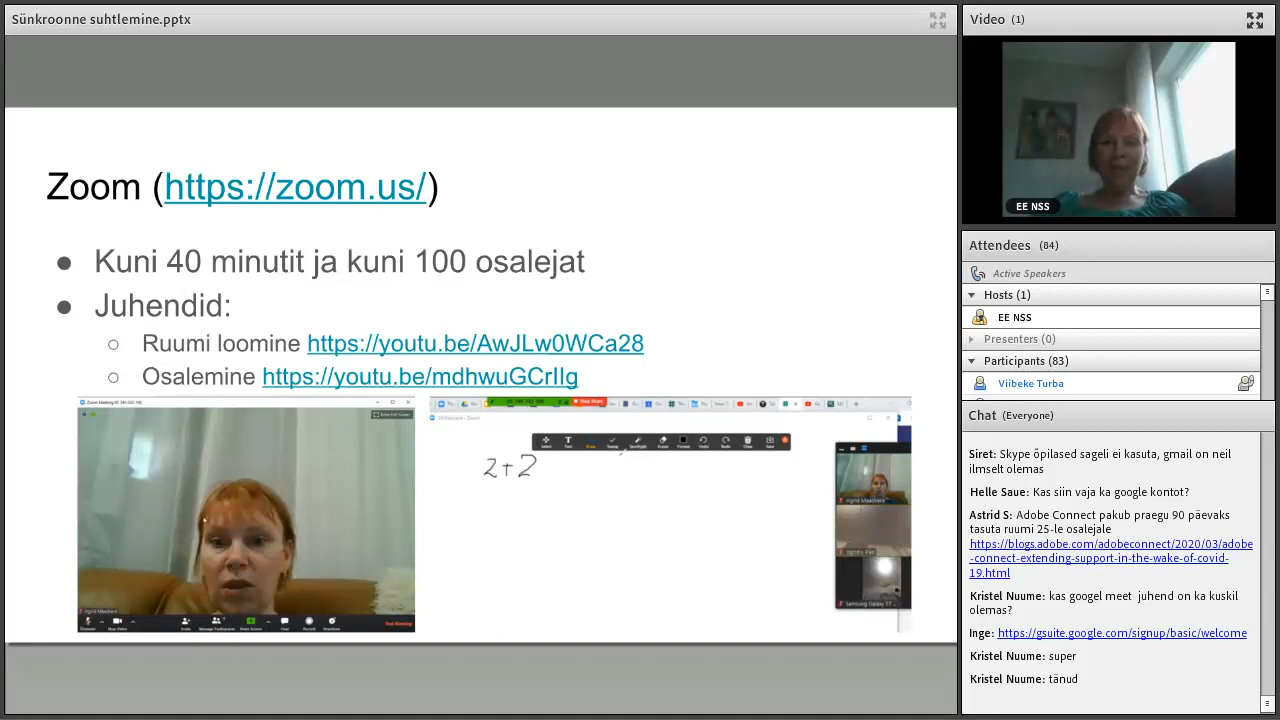 Sünkroonne suhtlemine.pptx
Zoom (https://zoom.us/)
● Kuni 40 minutit ja kuni 100 osalejat
● Juhendid:
○ Ruumi loomine https://youtu.be/AwJLw0WCa28
○ Osalemine https://youtu.be/mdhwuGCrIIg
2+2
Video (1)
EE NSS
Attendees (84)
Active Speakers
Hosts (1)
EE NSS
Presenters (0)
Participants (83)
Viibeke Turba
Chat (Everyone)
Siret: Skype õpilased sageli ei kasuta, gmail on neil
ilmselt olemas
Helle Saue: Kas siin vaja ka google kontot?
Astrid S: Adobe Connect pakub praegu 90 päevaks
tasuta ruumi 25-le osalejale
https://blogs.adobe.com/adobeconnect/2020/03/adobe
-connect-extending-support-in-the-wake-of-covid-
19.html
Kristel Nuume: kas googel meet juhend on ka kuskil
olemas?
Inge: https://gsuite.google.com/signup/basic/welcome
Kristel Nuume: super
Kristel Nuume: tänud